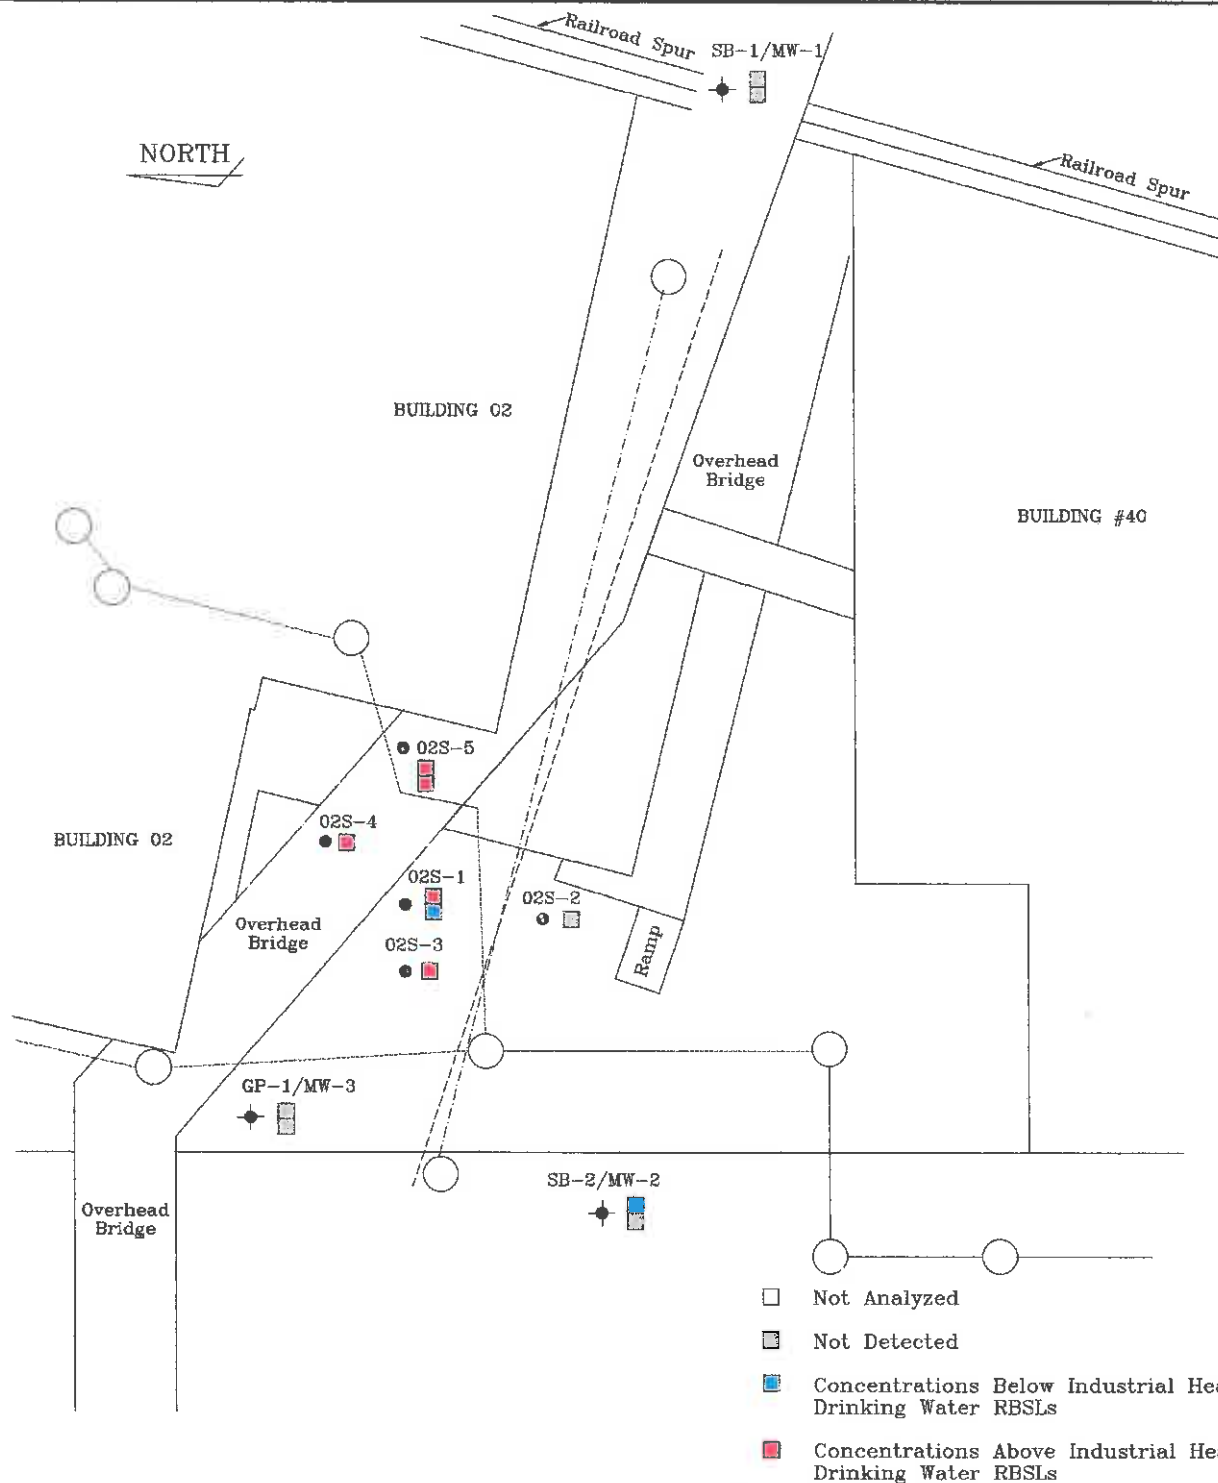 Railroad Spur
SB-1/MW-1
NORTH
Railroad Spur
BUILDING 02
Overhead
Bridge
BUILDING #40
02S-5
02S-4
BUILDING 02
02S-1
02S-2
Overhead
Bridge
02S-3
Ramp
GP-1/MW-3
SB-2/MW-2
Overhead
Bridge
Not Analyzed
Not Detected
Concentrations Below Industrial Hea
Drinking Water RBSLs
Concentrations Above Industrial Hea
Drinking Water RBSLs